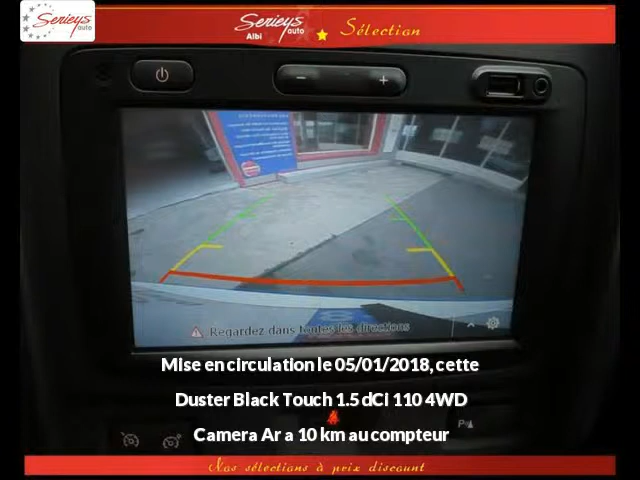 Serieys
auto
Serieys
auto
Albi
Sélection
Regardez dans toutes les directions
Mise en circulation le 05/01/2018, cette
Duster Black Touch 1.5 dCi 110 4WD
Camera Ar a 10 km au compteur
Nos sélections à prix discount